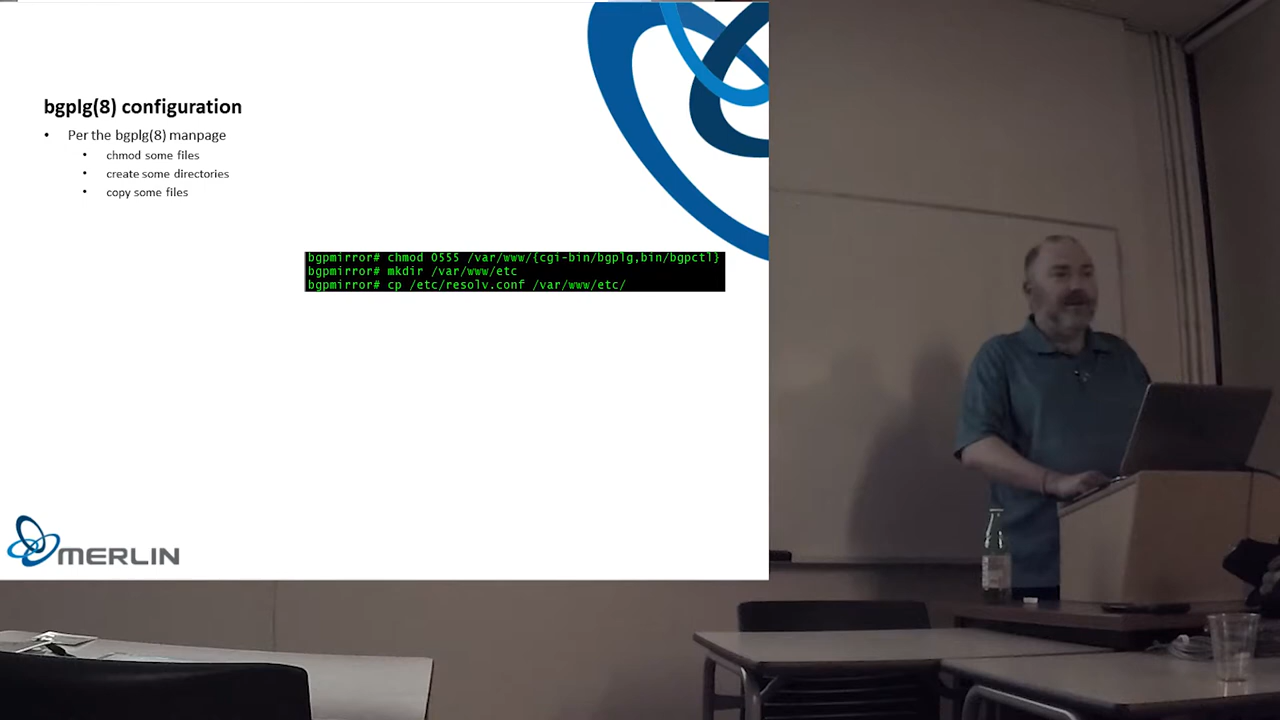 bgplg(8) configuration
• Per the bgplg(8) manpage
• chmod some files
• create some directories
• copy some files
bgpmirror# chmod 0555 /var/www/{cgi-bin/bgplg,bin/bgpctl}
bgpmirror# mkdir /var/www/etc
bgpmirror# cp /etc/resolv.conf /var/www/etc/
MERLIN